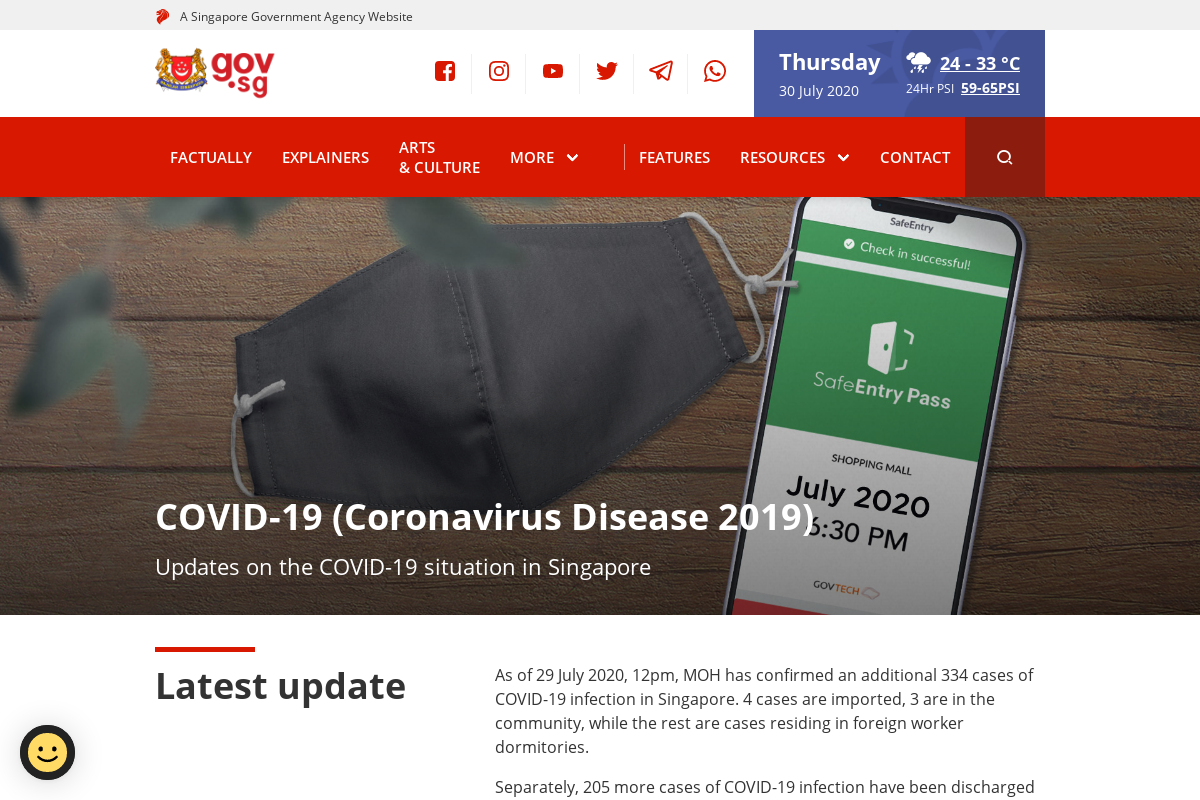 A Singapore Government Agency Website
gov
.sg
Thursday
30 July 2020
24 - 33 °C
24Hr PSI 59-65PSI
FACTUALLY
EXPLAINERS
ARTS
& CULTURE
MORE
FEATURES
RESOURCES
CONTACT
SafeEntry
Check in successful!
SafeEntry Pass
SHOPPING MALL
July 2020
6:30 PM
GOVTECH
COVID-19 (Coronavirus Disease 2019)
Updates on the COVID-19 situation in Singapore
Latest update
As of 29 July 2020, 12pm, MOH has confirmed an additional 334 cases of
COVID-19 infection in Singapore. 4 cases are imported, 3 are in the
community, while the rest are cases residing in foreign worker
dormitories.
Separately, 205 more cases of COVID-19 infection have been discharged